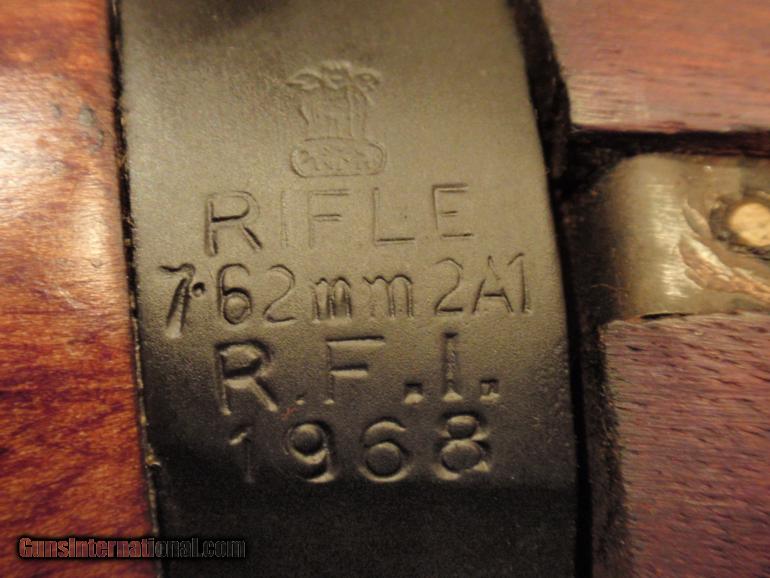 RIFLE
7.62mm 2A1
R.F.I.
1968
GunsInternational.com